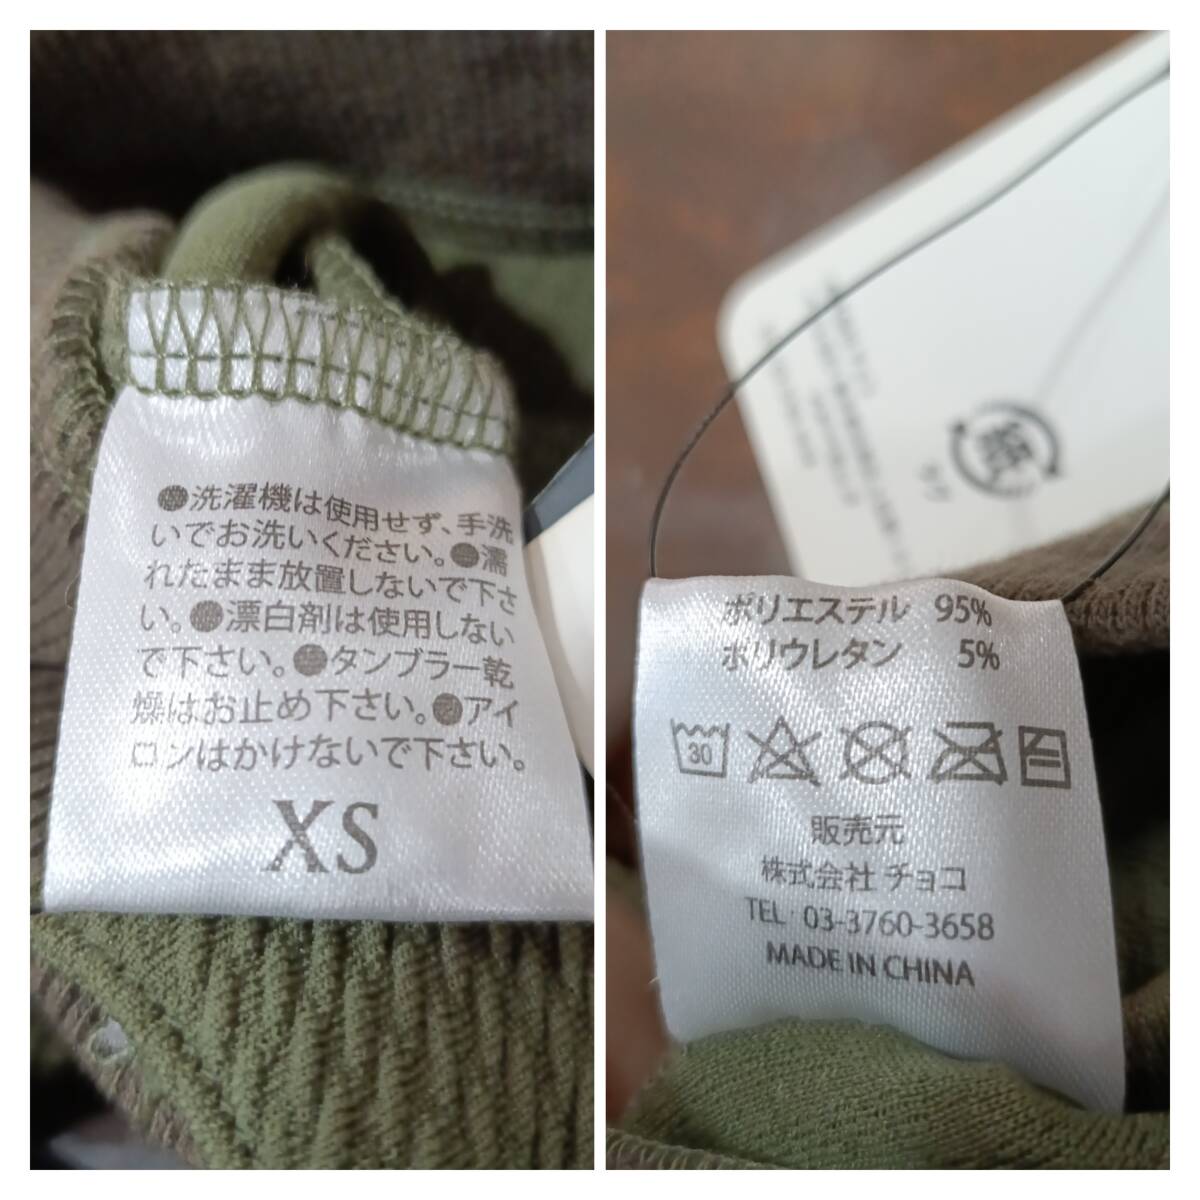 ●洗濯機は使用せず、手洗
いでお洗いください。●濡
れたまま放置しないで下さ
い。●漂白剤は使用しない
で下さい。●タンブラー乾
燥はお止め下さい。●アイ
ロンはかけないで下さい。
XS
紙
タグ
ポリエステル 95%
ポリウレタン 5%
30
販売元
株式会社 チョコ
TEL 03-3760-3658
MADE IN CHINA